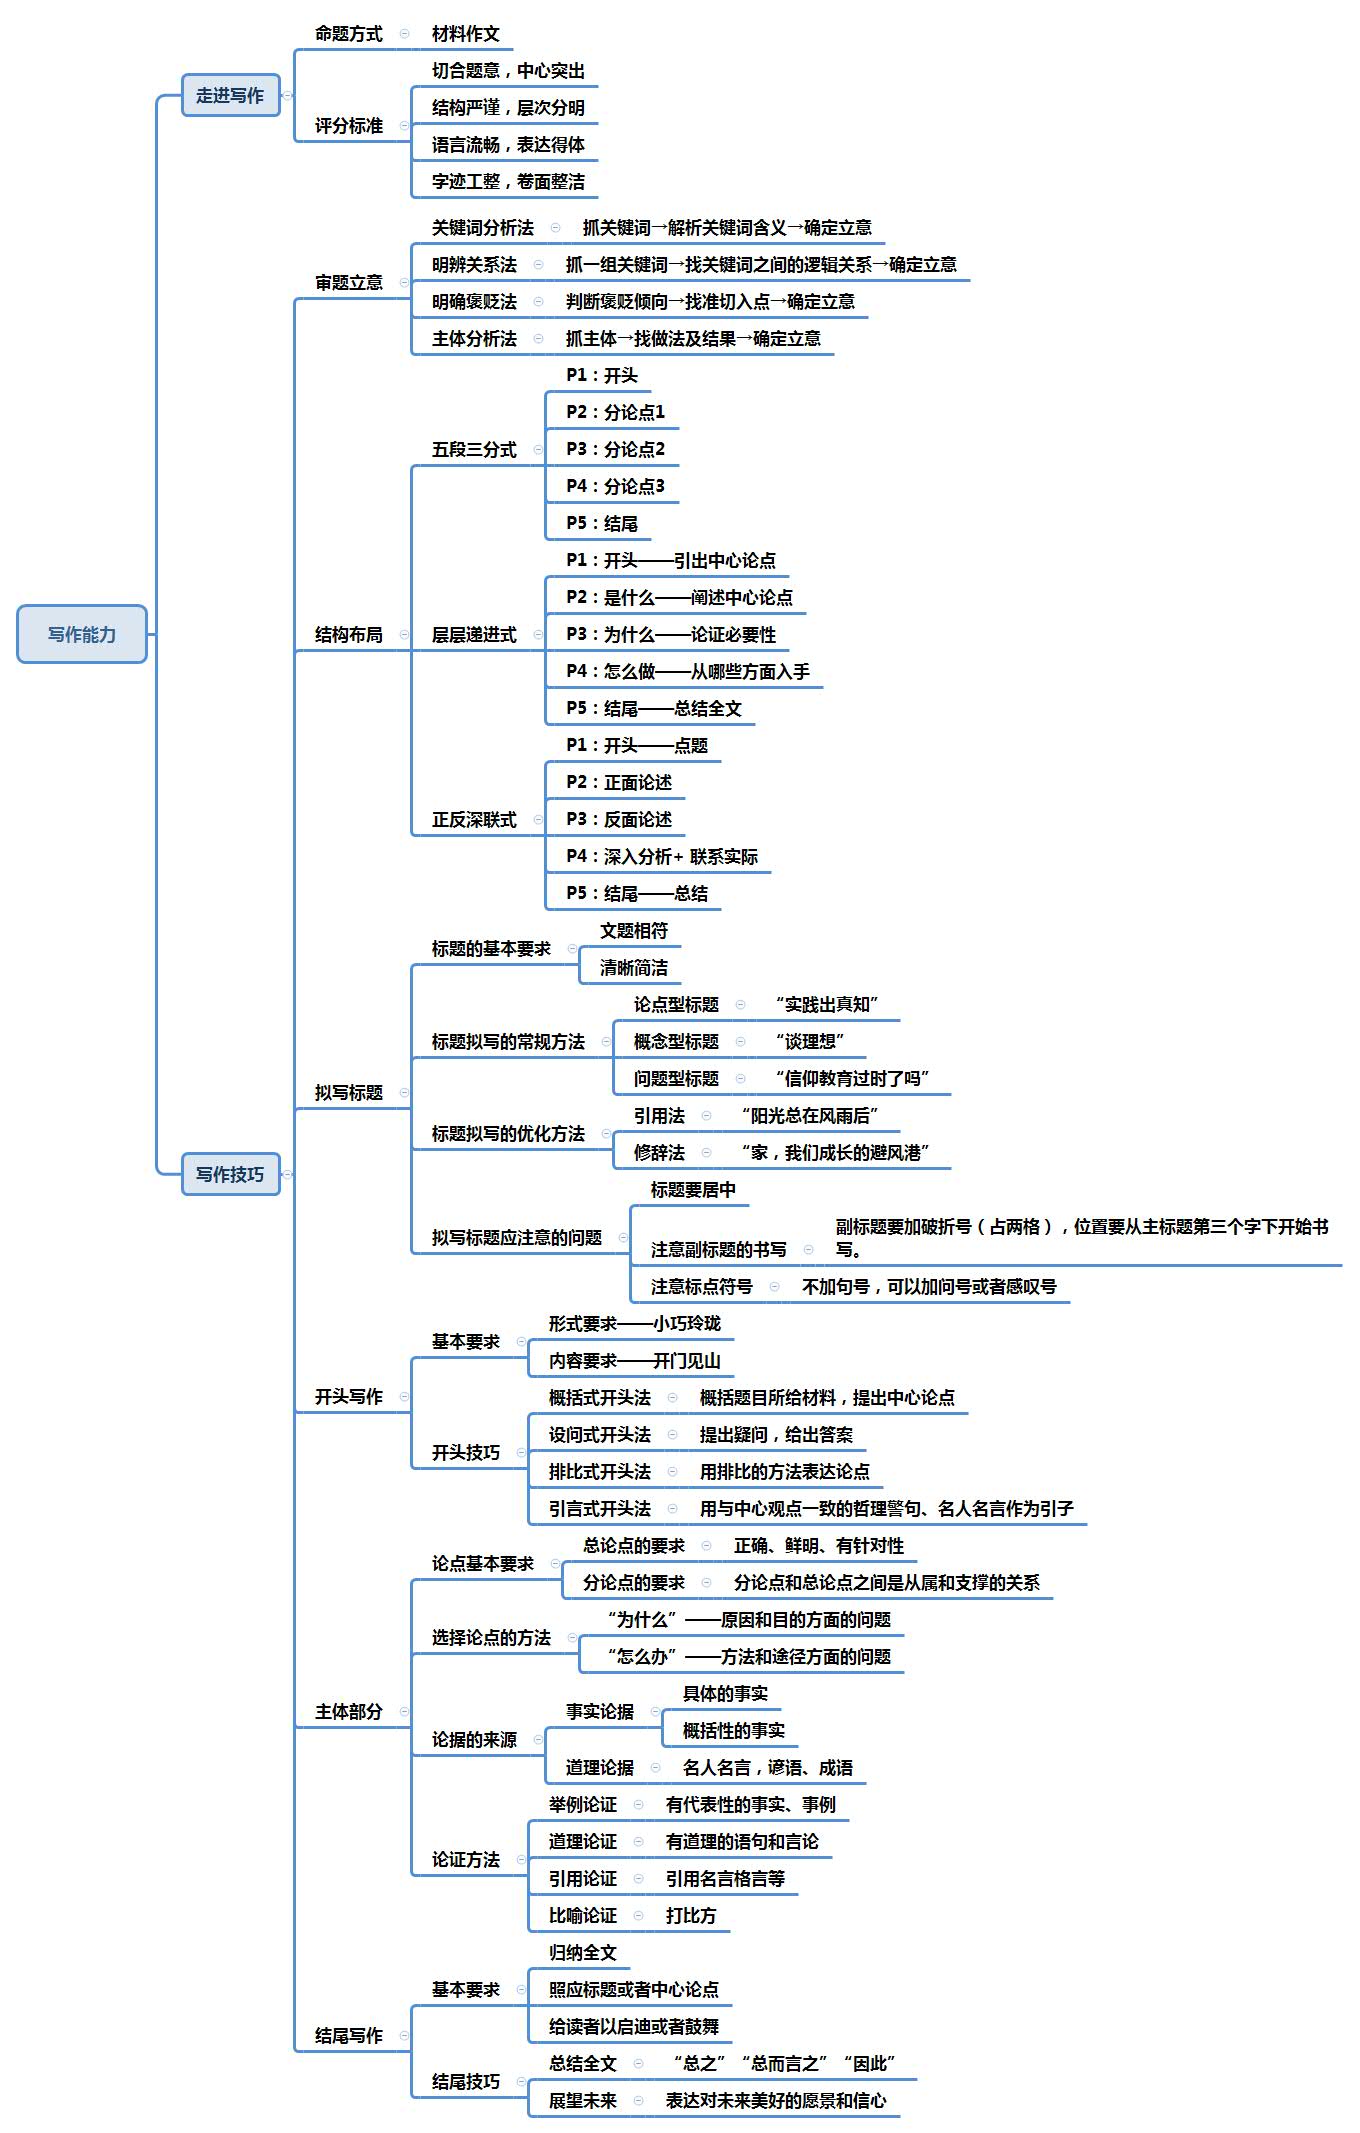 写作能力
走进写作
命题方式
材料作文
评分标准
切合题意，中心突出
结构严谨，层次分明
语言流畅，表达得体
字迹工整，卷面整洁
写作技巧
审题立意
关键词分析法
抓关键词→解析关键词含义→确定立意
明辨关系法
抓一组关键词→找关键词之间的逻辑关系→确定立意
明确褒贬法
判断褒贬倾向→找准切入点→确定立意
主体分析法
抓主体→找做法及结果→确定立意
结构布局
五段三分式
P1：开头
P2：分论点1
P3：分论点2
P4：分论点3
P5：结尾
层层递进式
P1：开头——引出中心论点
P2：是什么——阐述中心论点
P3：为什么——论证必要性
P4：怎么做——从哪些方面入手
P5：结尾——总结全文
正反深联式
P1：开头——点题
P2：正面论述
P3：反面论述
P4：深入分析+ 联系实际
P5：结尾——总结
拟写标题
标题的基本要求
文题相符
清晰简洁
标题拟写的常规方法
论点型标题
“实践出真知”
概念型标题
“谈理想”
问题型标题
“信仰教育过时了吗”
标题拟写的优化方法
引用法
“阳光总在风雨后”
修辞法
“家，我们成长的避风港”
拟写标题应注意的问题
标题要居中
注意副标题的书写
副标题要加破折号（占两格），位置要从主标题第三个字下开始书
写。
注意标点符号
不加句号，可以加问号或者感叹号
开头写作
基本要求
形式要求——小巧玲珑
内容要求——开门见山
开头技巧
概括式开头法
概括题目所给材料，提出中心论点
设问式开头法
提出疑问，给出答案
排比式开头法
用排比的方法表达论点
引言式开头法
用与中心观点一致的哲理警句、名人名言作为引子
主体部分
论点基本要求
总论点的要求
正确、鲜明、有针对性
分论点的要求
分论点和总论点之间是从属和支撑的关系
选择论点的方法
“为什么”——原因和目的方面的问题
“怎么办”——方法和途径方面的问题
论据的来源
事实论据
具体的事实
概括性的事实
道理论据
名人名言，谚语、成语
论证方法
举例论证
有代表性的事实、事例
道理论证
有道理的语句和言论
引用论证
引用名言格言等
比喻论证
打比方
结尾写作
基本要求
归纳全文
照应标题或者中心论点
给读者以启迪或者鼓舞
结尾技巧
总结全文
“总之”“总而言之”“因此”
展望未来
表达对未来美好的愿景和信心